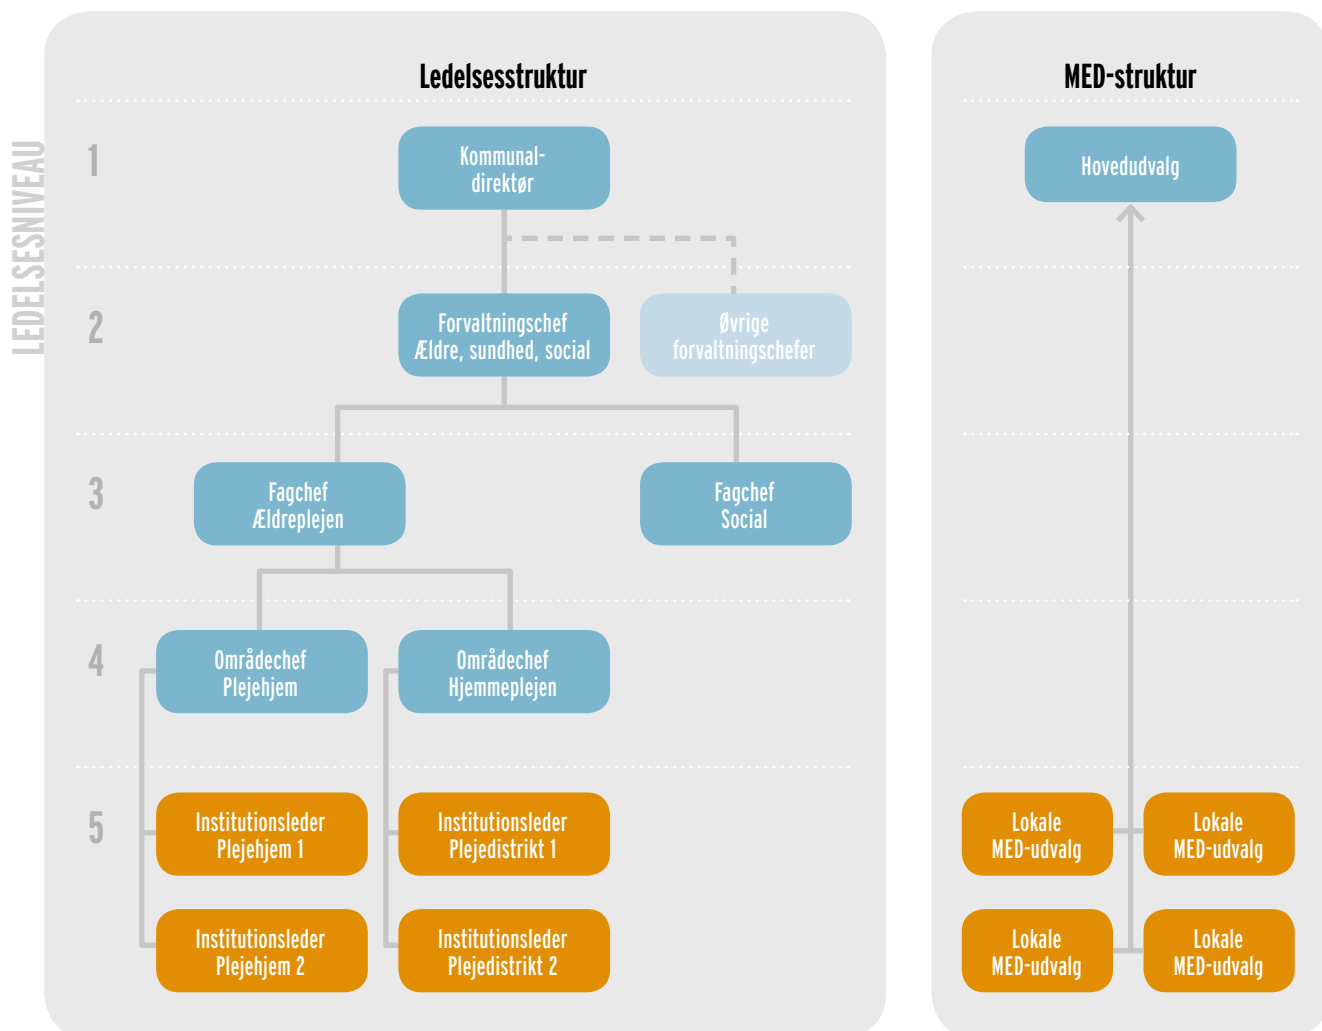 Ledelsesstruktur
MED-struktur
LEDELSESNIVEAU
1
Kommunal-
direktør
Hovedudvalg
2
Forvaltningschef
Ældre, sundhed, social
Øvrige
forvaltningschefer
3
Fagchef
Ældreplejen
Fagchef
Social
4
Områdechef
Plejehjem
Områdechef
Hjemmeplejen
5
Institutionsleder
Plejehjem 1
Institutionsleder
Plejedistrikt 1
Lokale
MED-udvalg
Lokale
MED-udvalg
Institutionsleder
Plejehjem 2
Institutionsleder
Plejedistrikt 2
Lokale
MED-udvalg
Lokale
MED-udvalg